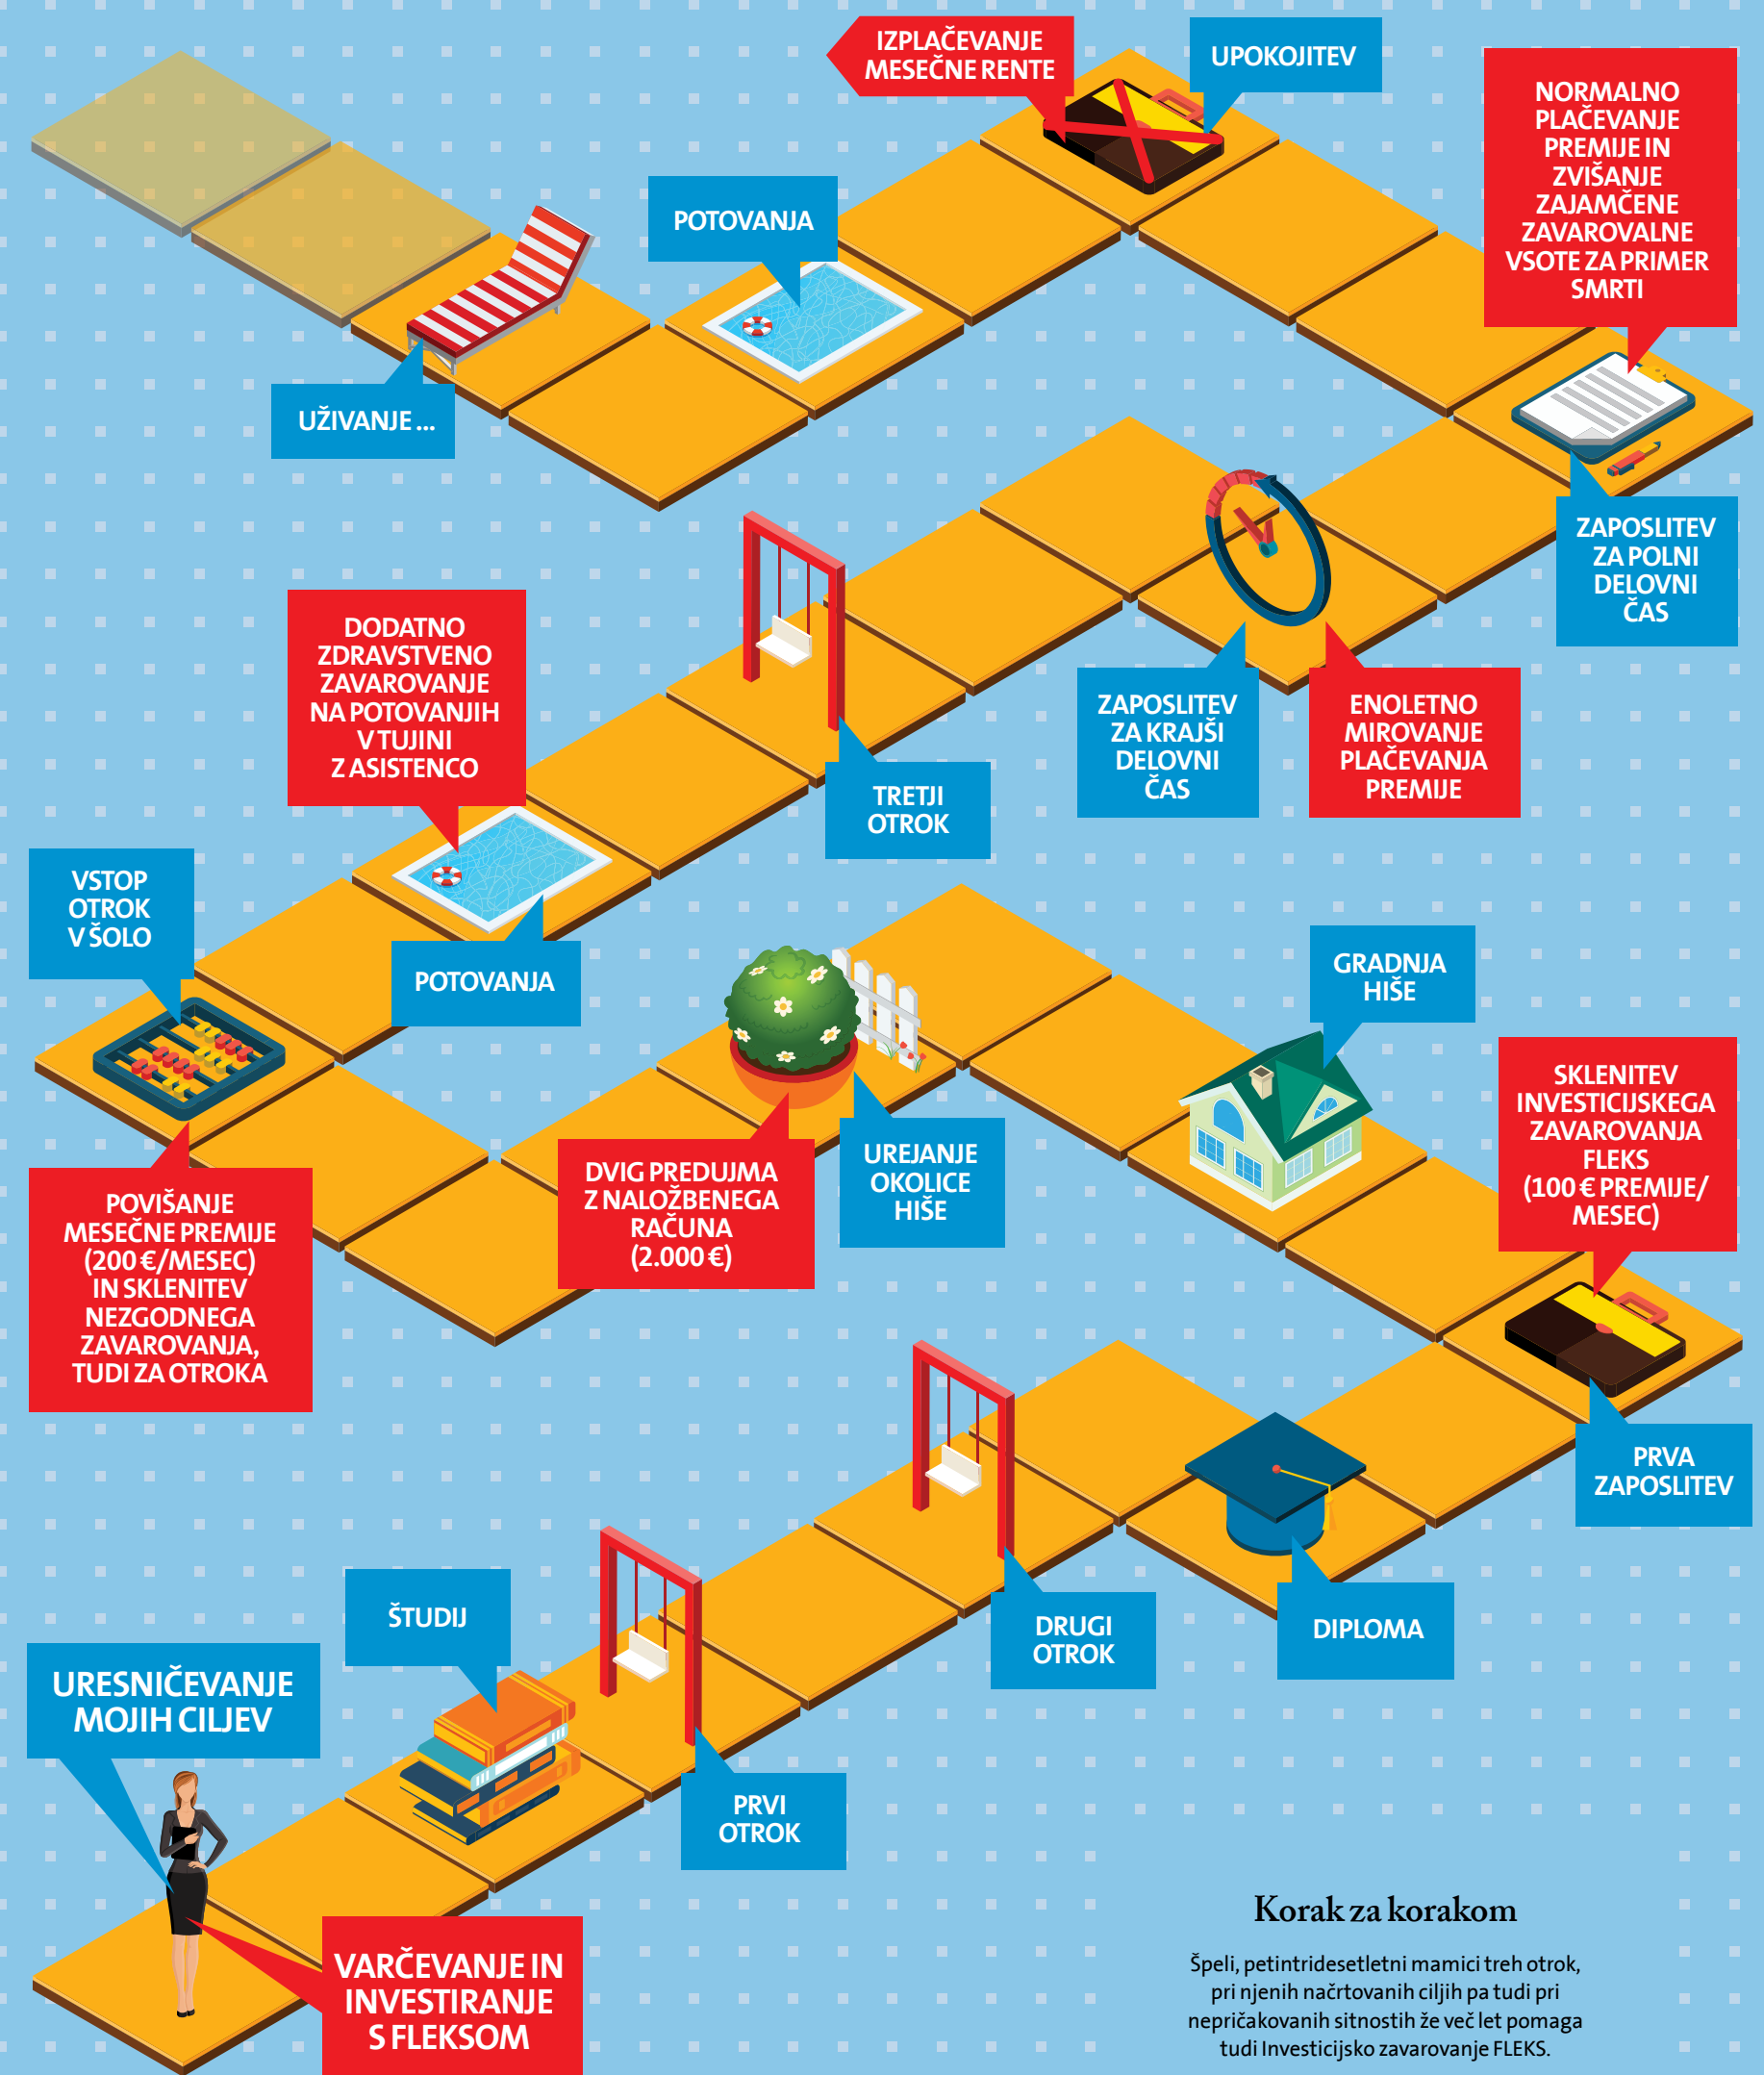 IZPLAČEVANJE
MESEČNE RENTE
UPOKOJITEV
NORMALNO
PLAČEVANJE
PREMIJE IN
ZVIŠANJE
ZAJAMČENE
ZAVAROVALNE
VSOTE ZA PRIMER
SMRTI
POTOVANJA
UŽIVANJE ...
ZAPOSLITEV
ZA POLNI
DELOVNI
ČAS
DODATNO
ZDRAVSTVENO
ZAVAROVANJE
NA POTOVANJIH
V TUJINI
Z ASISTENCO
ZAPOSLITEV
ZA KRAJŠI
DELOVNI
ČAS
ENOLETNO
MIROVANJE
PLAČEVANJA
PREMIJE
TRETJI
OTROK
VSTOP
OTROK
V ŠOLO
POTOVANJA
GRADNJA
HIŠE
SKLENITEV
INVESTICIJSKEGA
ZAVAROVANJA
FLEKS
(100 € PREMIJE/
MESEC)
UREJANJE
OKOLICE
HIŠE
DVIG PREDUJMA
Z NALOŽBENEGA
RAČUNA
(2.000 €)
POVIŠANJE
MESEČNE PREMIJE
(200 €/MESEC)
IN SKLENITEV
NEZGODNEGA
ZAVAROVANJA,
TUDI ZA OTROKA
PRVA
ZAPOSLITEV
ŠTUDIJ
DRUGI
OTROK
DIPLOMA
URESNIČEVANJE
MOJIH CILJEV
PRVI
OTROK
VARČEVANJE IN
INVESTIRANJE
S FLEKSOM
Korak za korakom
Špeli, petintridesetletni mamici treh otrok,
pri njenih načrtovanih ciljih pa tudi pri
nepričakovanih sitnostih že več let pomaga
tudi Investicijsko zavarovanje FLEKS.